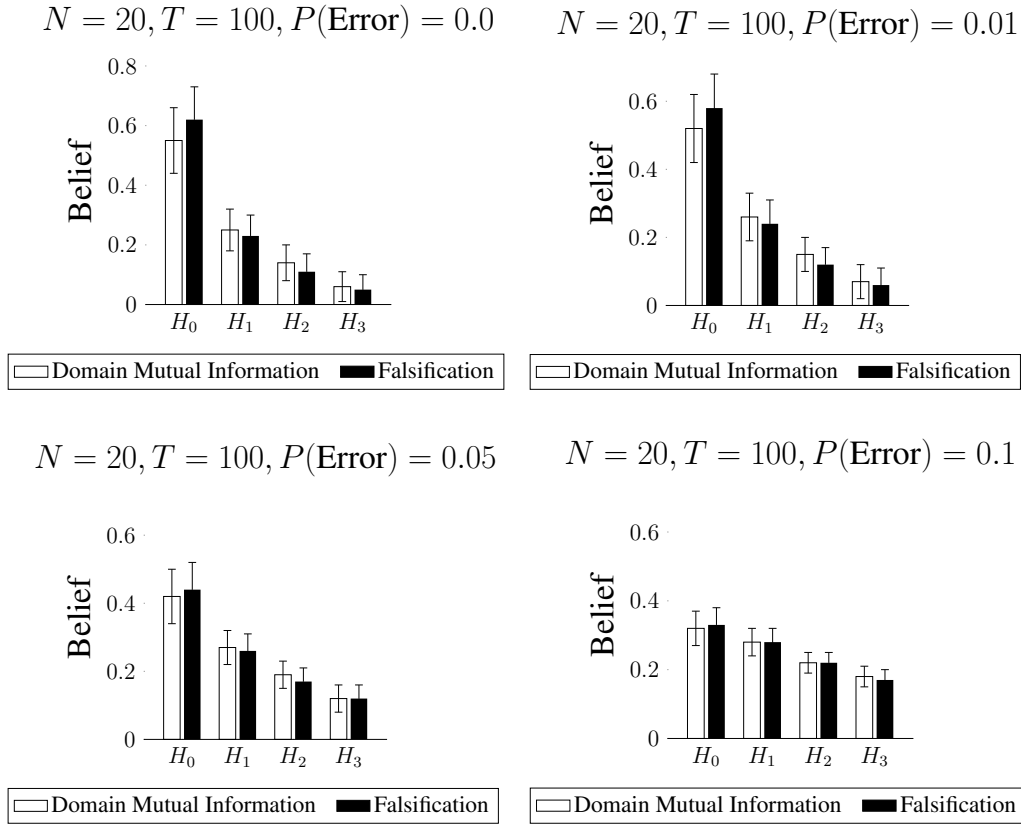 N = 20, T = 100, P(Error) = 0.0
0.8
0.6
0.4
0.2
0
Belief
H₀ H₁ H₂ H₃
Domain Mutual Information Falsification
N = 20, T = 100, P(Error) = 0.01
0.6
0.4
0.2
0
Belief
H₀ H₁ H₂ H₃
Domain Mutual Information Falsification
N = 20, T = 100, P(Error) = 0.05
0.6
0.4
0.2
0
Belief
H₀ H₁ H₂ H₃
Domain Mutual Information Falsification
N = 20, T = 100, P(Error) = 0.1
0.6
0.4
0.2
0
Belief
H₀ H₁ H₂ H₃
Domain Mutual Information Falsification